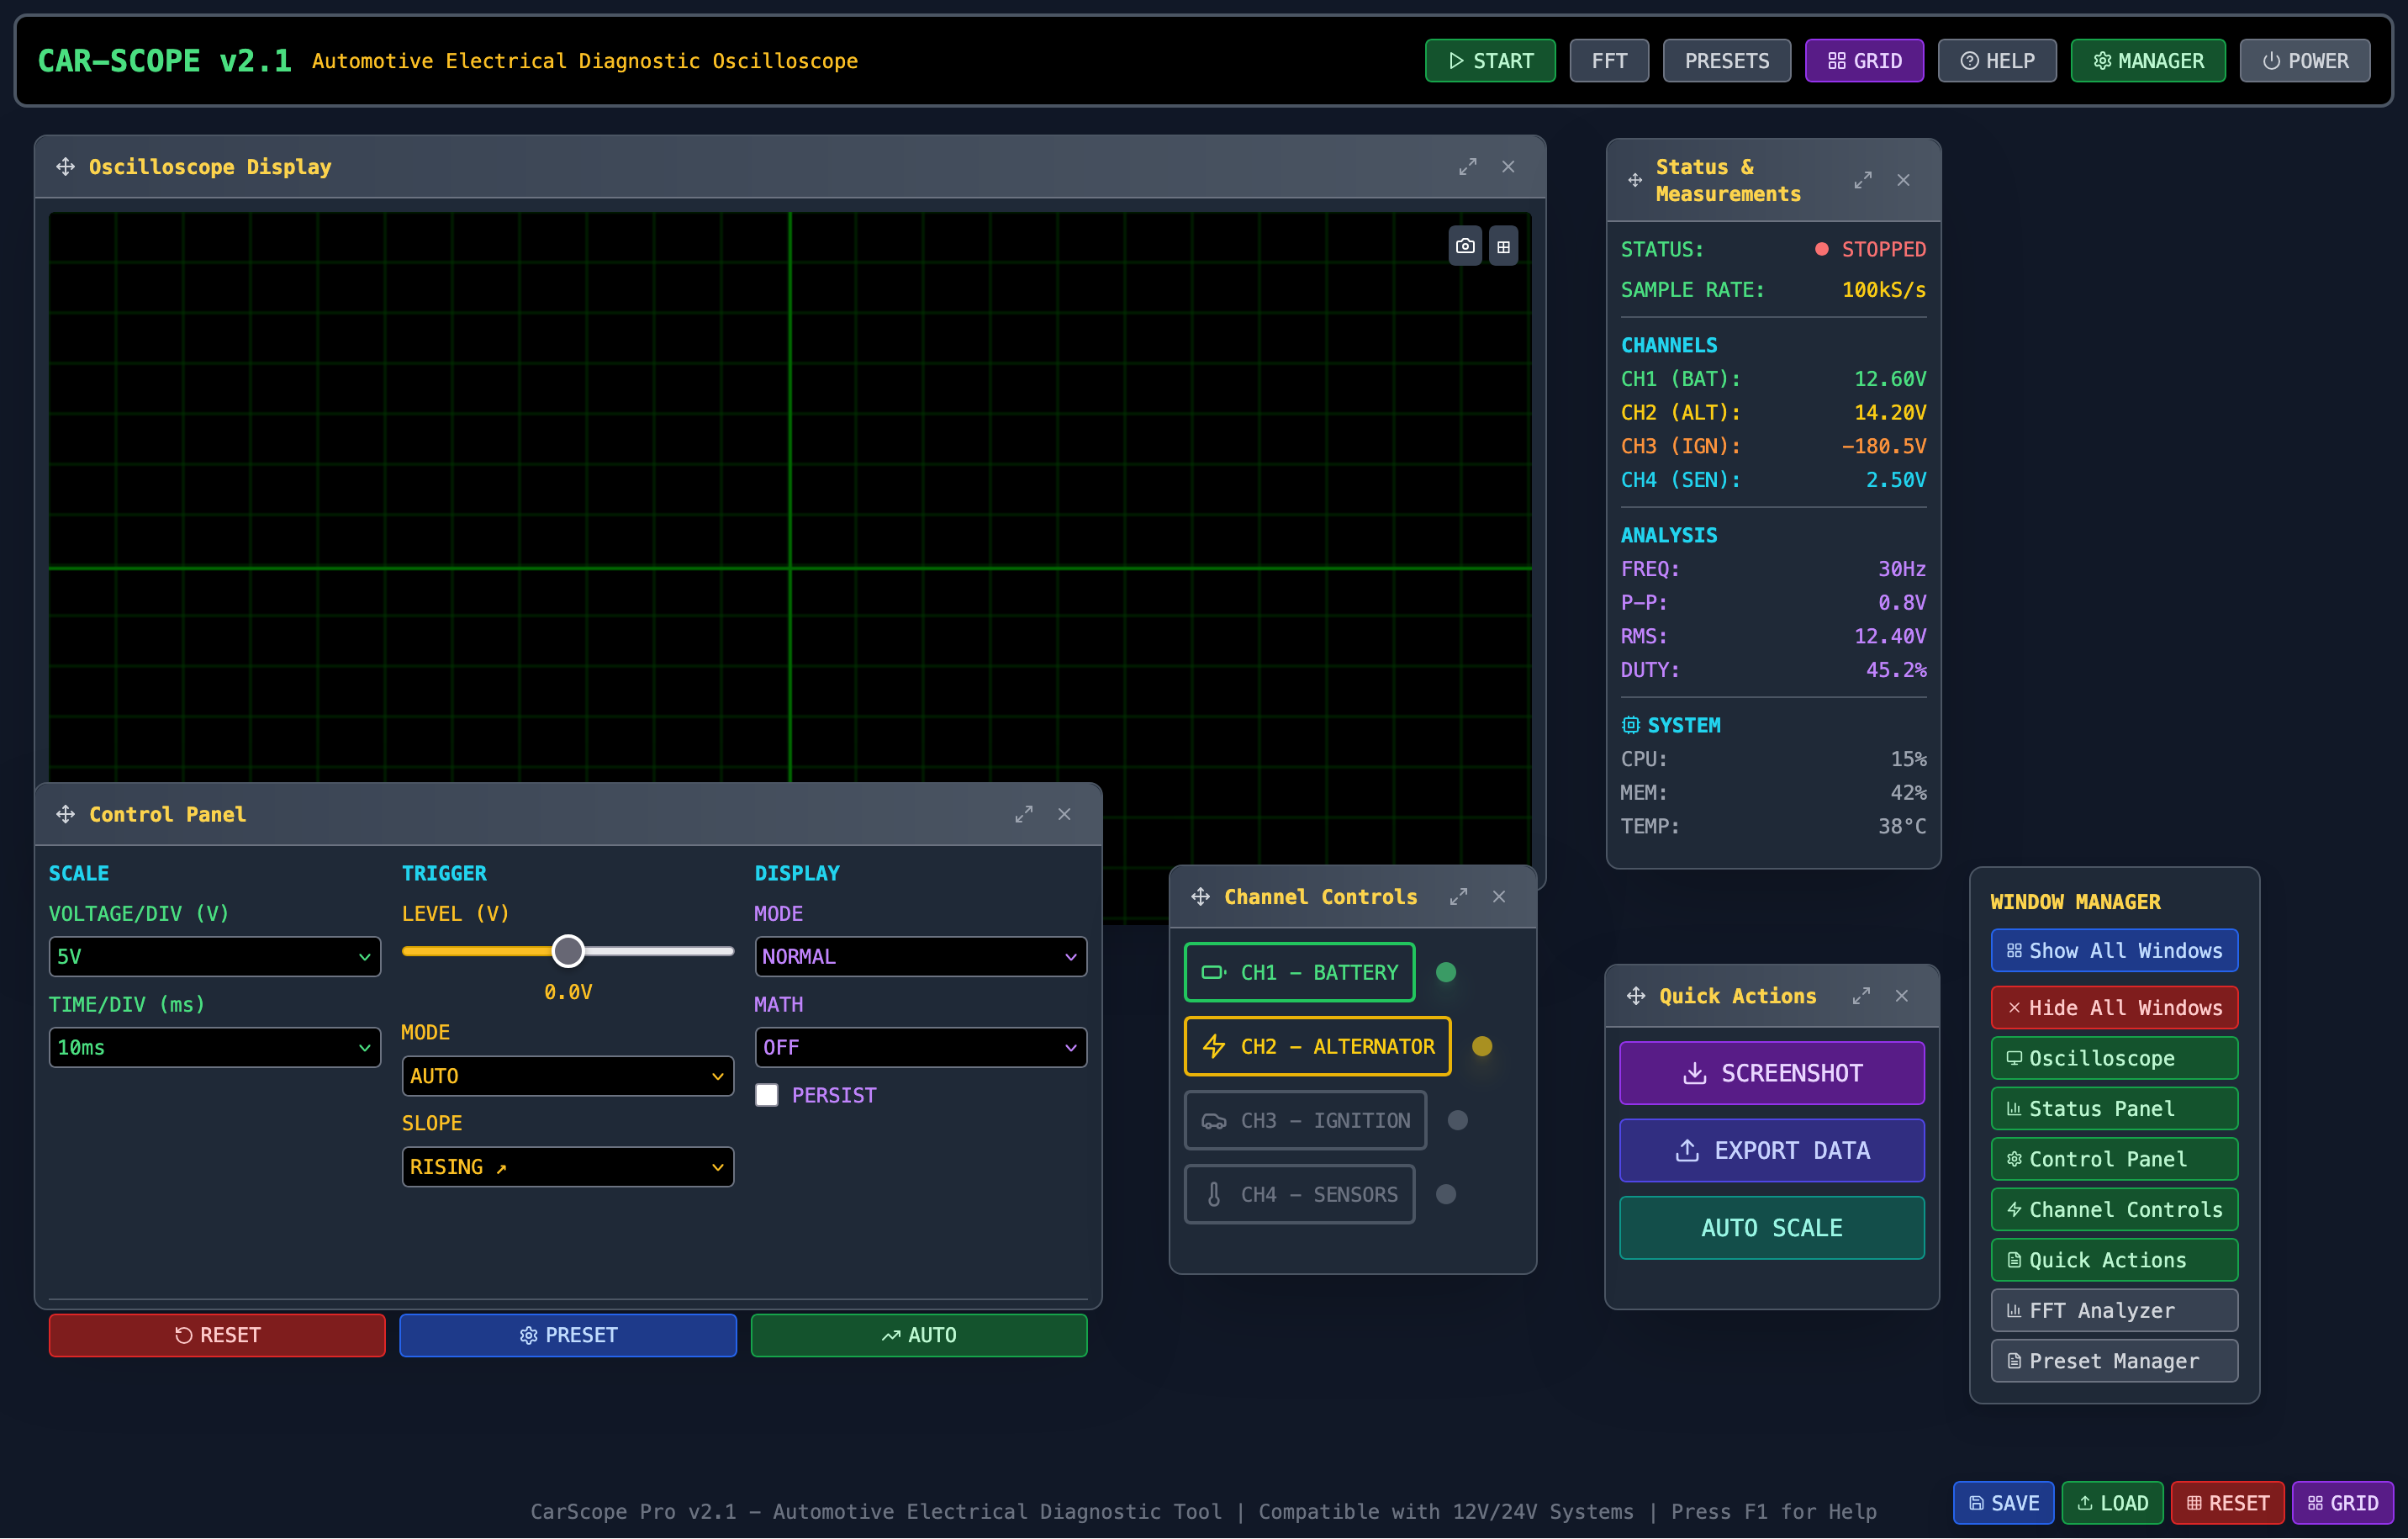 CAR-SCOPE v2.1 Automotive Electrical Diagnostic Oscilloscope START FFT PRESETS GRID HELP MANAGER POWER
Oscilloscope Display
Status &
Measurements
STATUS: STOPPED
SAMPLE RATE: 100kS/s
CHANNELS
CH1 (BAT): 12.60V
CH2 (ALT): 14.20V
CH3 (IGN): -180.5V
CH4 (SEN): 2.50V
ANALYSIS
FREQ: 30Hz
P-P: 0.8V
RMS: 12.40V
DUTY: 45.2%
SYSTEM
CPU: 15%
MEM: 42%
TEMP: 38°C
Control Panel
SCALE
VOLTAGE/DIV (V)
5V
TIME/DIV (ms)
10ms
TRIGGER
LEVEL (V)
0.0V
MODE
AUTO
SLOPE
RISING ↗
DISPLAY
MODE
NORMAL
MATH
OFF
PERSIST
RESET PRESET AUTO
Channel Controls
CH1 - BATTERY
CH2 - ALTERNATOR
CH3 - IGNITION
CH4 - SENSORS
Quick Actions
SCREENSHOT
EXPORT DATA
AUTO SCALE
WINDOW MANAGER
Show All Windows
Hide All Windows
Oscilloscope
Status Panel
Control Panel
Channel Controls
Quick Actions
FFT Analyzer
Preset Manager
CarScope Pro v2.1 - Automotive Electrical Diagnostic Tool | Compatible with 12V/24V Systems | Press F1 for Help
SAVE LOAD RESET GRID